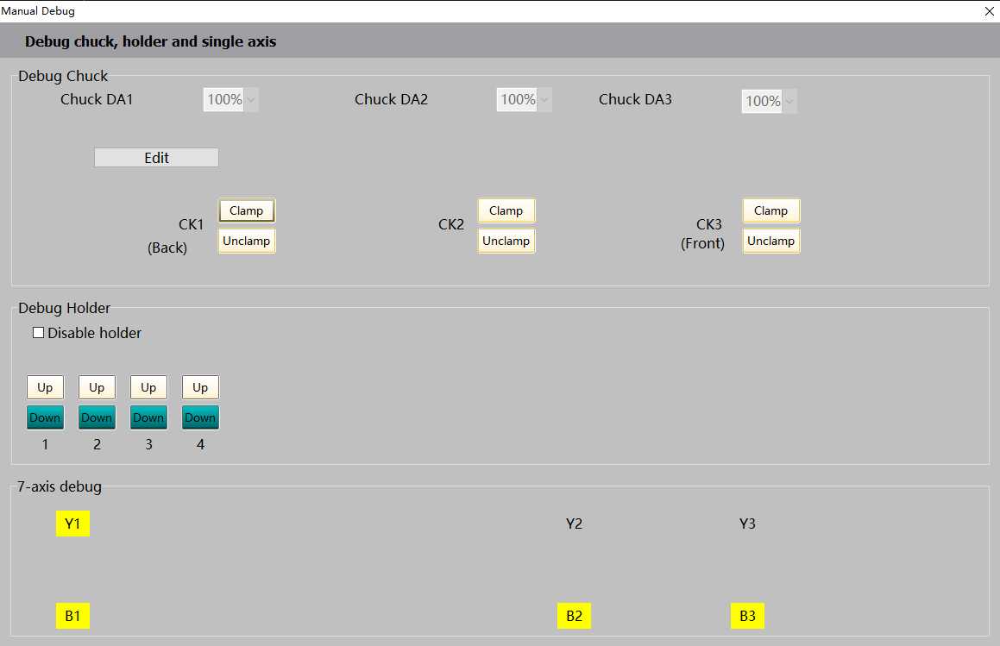 Manual Debug
Debug chuck, holder and single axis
Debug Chuck
Chuck DA1 100% Chuck DA2 100% Chuck DA3 100%
Edit
Clamp Clamp Clamp
CK1 CK2 CK3
(Back) Unclamp Unclamp (Front) Unclamp
Debug Holder
Disable holder
Up Up Up Up
Down Down Down Down
1 2 3 4
7-axis debug
Y1 Y2 Y3
B1 B2 B3